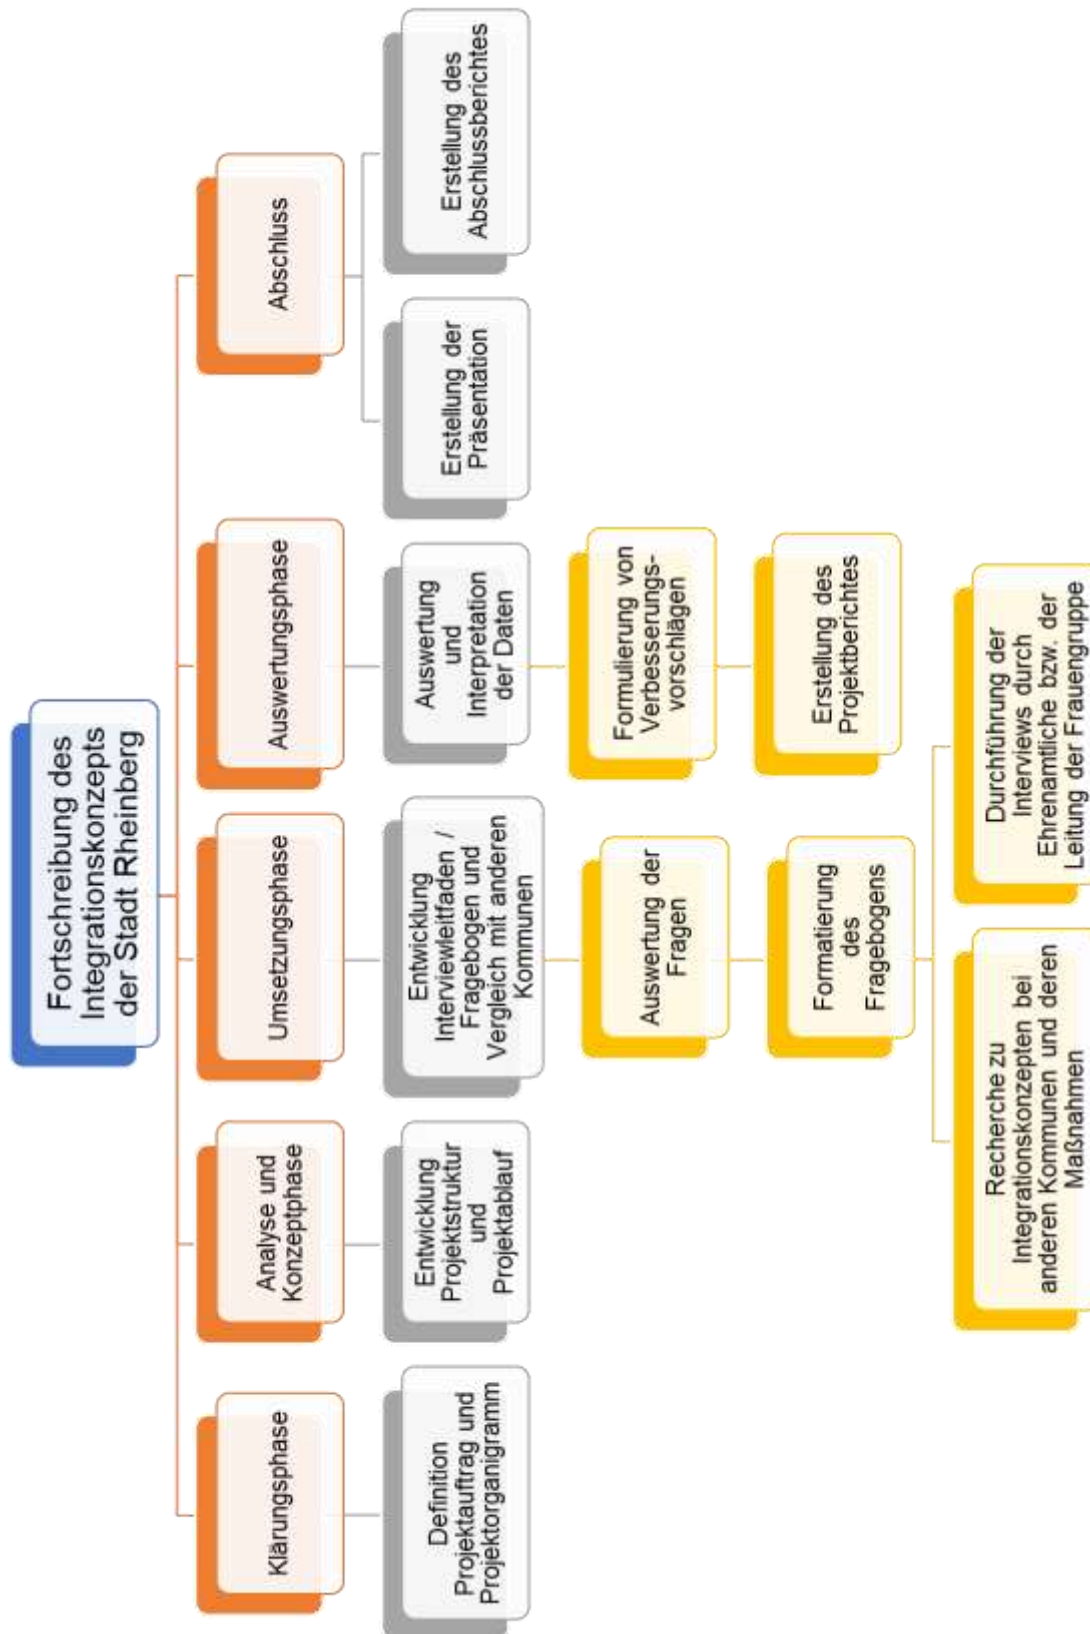 Fortschreibung des
Integrationskonzepts
der Stadt Rheinberg
Klärungsphase
Analyse und
Konzeptphase
Umsetzungsphase
Auswertungsphase
Abschluss
Definition
Projektauftrag und
Projektorganigramm
Entwicklung
Projektstruktur
und
Projektablauf
Entwicklung
Interviewleitfaden /
Fragebogen und
Vergleich mit anderen
Kommunen
Auswertung
und
Interpretation
der Daten
Erstellung der
Präsentation
Erstellung des
Abschlussberichtes
Auswertung der
Fragen
Formulierung von
Verbesserungs-
vorschlägen
Formatierung
des
Fragebogens
Erstellung des
Projektberichtes
Recherche zu
Integrationskonzepten bei
anderen Kommunen und deren
Maßnahmen
Durchführung der
Interviews durch
Ehrenamtliche bzw. der
Leitung der Frauengruppe